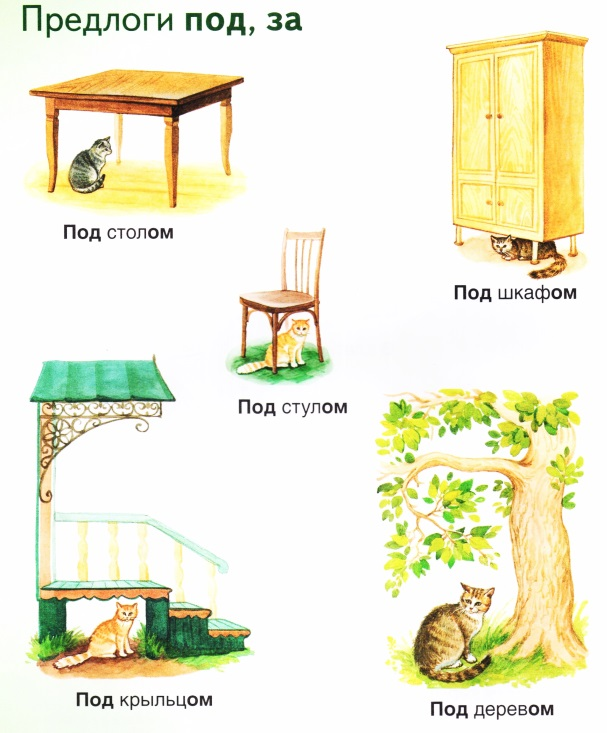 Предлоги под, за
Под столом
Под шкафом
Под стулом
Под крыльцом
Под деревом